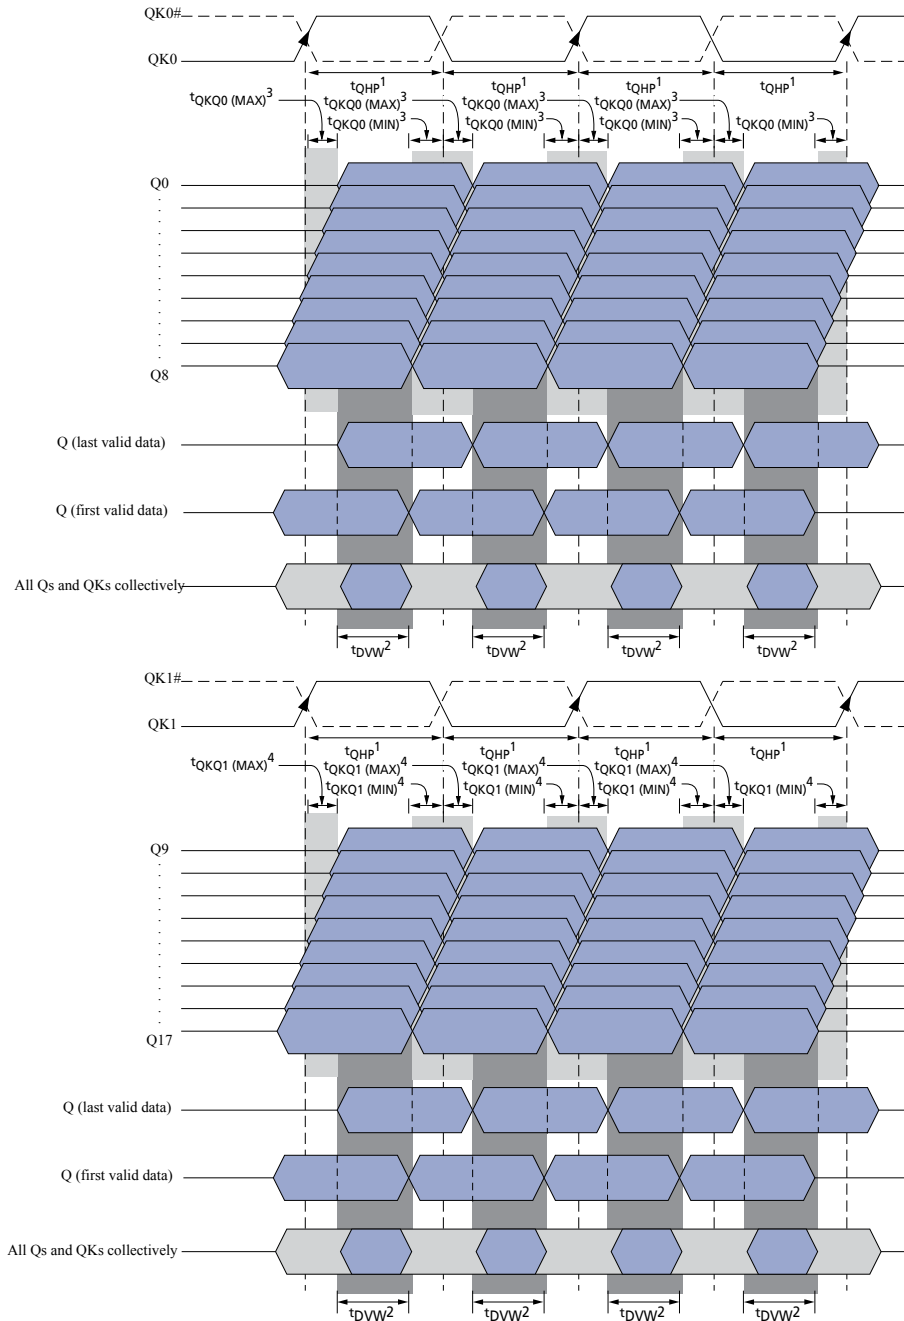 QK0#
QK0
tQHP1 tQHP1 tQHP1 tQHP1
tQKQ0 (MAX)3 tQKQ0 (MAX)3 tQKQ0 (MAX)3 tQKQ0 (MAX)3
tQKQ0 (MIN)3 tQKQ0 (MIN)3 tQKQ0 (MIN)3 tQKQ0 (MIN)3
Q0
Q8
Q (last valid data)
Q (first valid data)
All Qs and QKs collectively
tDVW2 tDVW2 tDVW2 tDVW2
QK1#
QK1
tQHP1 tQHP1 tQHP1 tQHP1
tQKQ1 (MAX)4 tQKQ1 (MAX)4 tQKQ1 (MAX)4 tQKQ1 (MAX)4
tQKQ1 (MIN)4 tQKQ1 (MIN)4 tQKQ1 (MIN)4 tQKQ1 (MIN)4
Q9
Q17
Q (last valid data)
Q (first valid data)
All Qs and QKs collectively
tDVW2 tDVW2 tDVW2 tDVW2